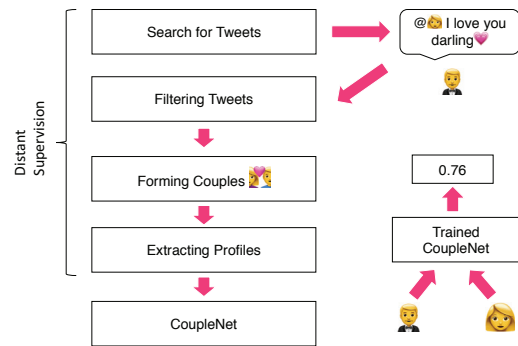 Search for Tweets
@👩 I love you
darling💗
Filtering Tweets
Distant
Supervision
Forming Couples
Extracting Profiles
CoupleNet
0.76
Trained
CoupleNet